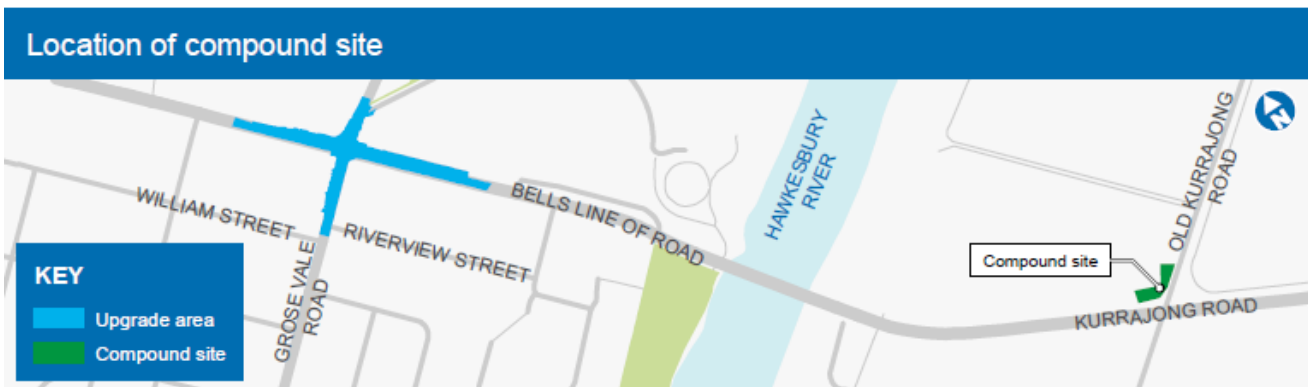 Location of compound site
HAWKESBURY
RIVER
OLD KURRAJONG
ROAD
N
WILLIAM STREET
RIVERVIEW STREET
BELLS LINE OF ROAD
GROSE VALE
ROAD
Compound site
KURRAJONG ROAD
KEY
Upgrade area
Compound site